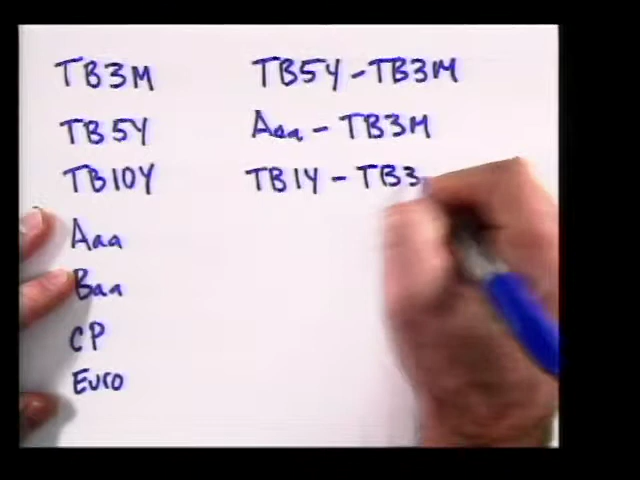 TB3M
TB5Y
TB10Y
Aaa
Baa
CP
Euro
TB5Y - TB3M
Aaa - TB3M
TB1Y - TB3